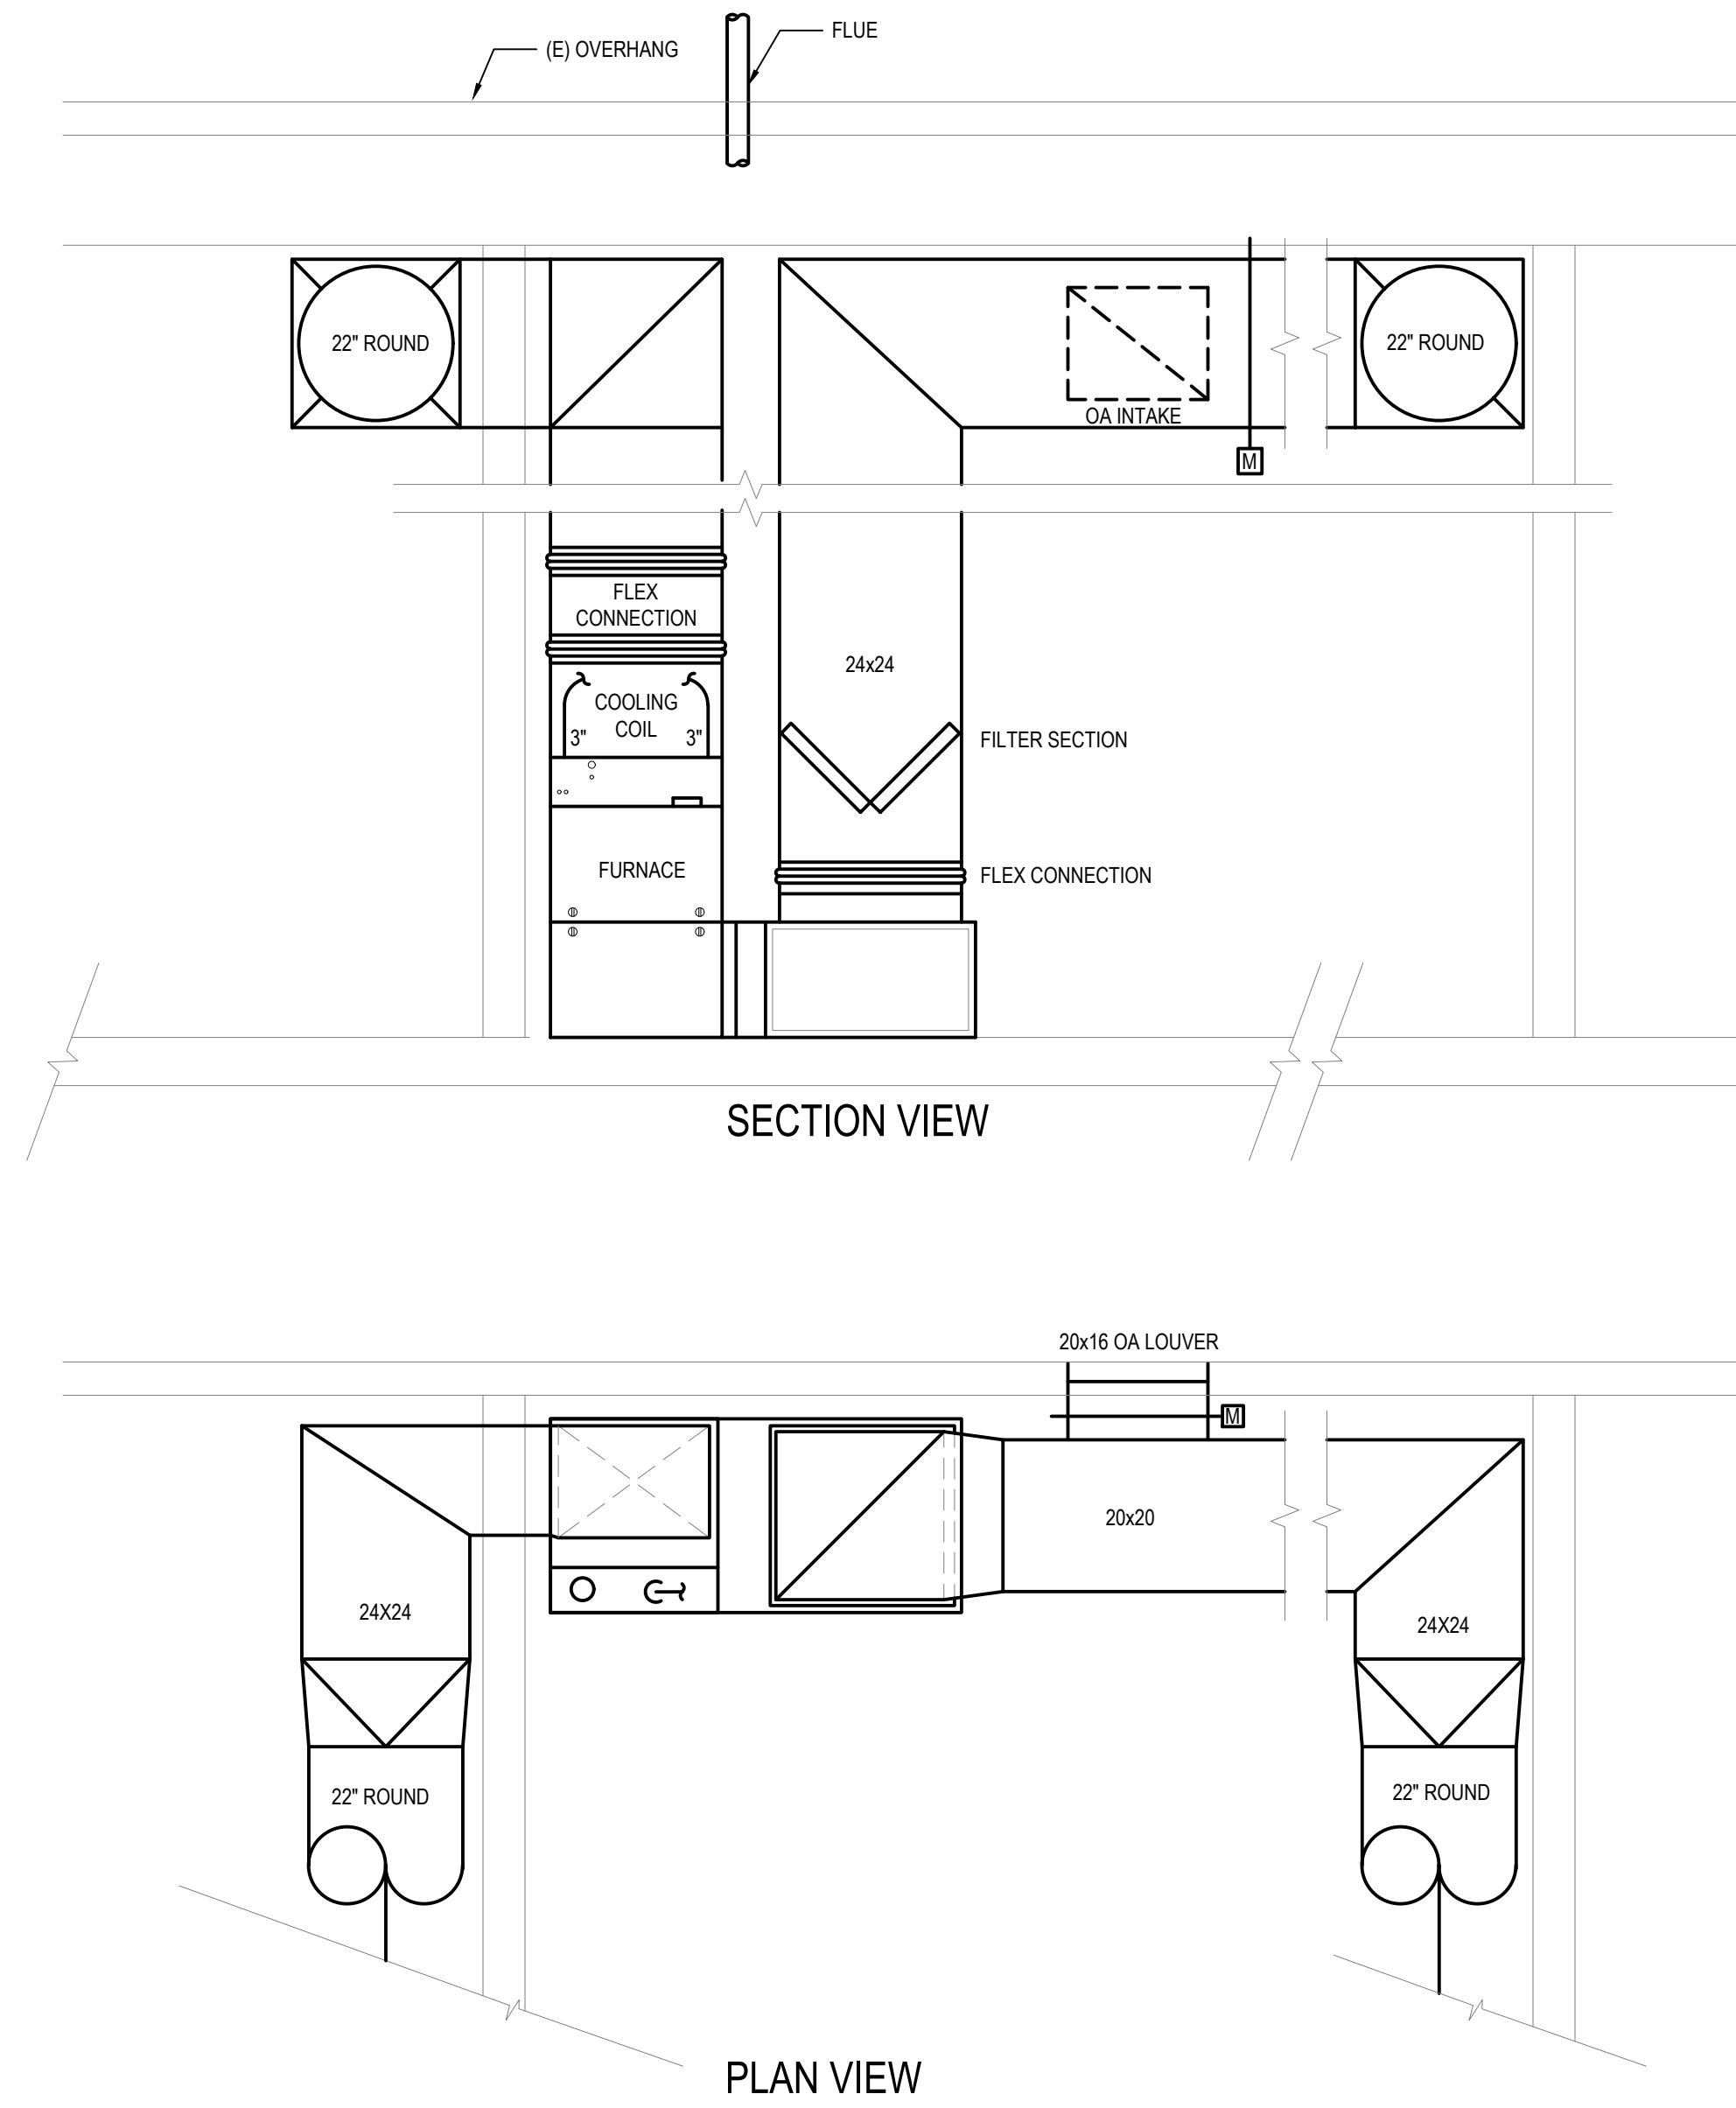 FLUE
(E) OVERHANG
22" ROUND
22" ROUND
OA INTAKE
M
FLEX
CONNECTION
24x24
COOLING
COIL
3"
3"
FILTER SECTION
FURNACE
FLEX CONNECTION
SECTION VIEW
20x16 OA LOUVER
M
20x20
24X24
24X24
22" ROUND
22" ROUND
PLAN VIEW